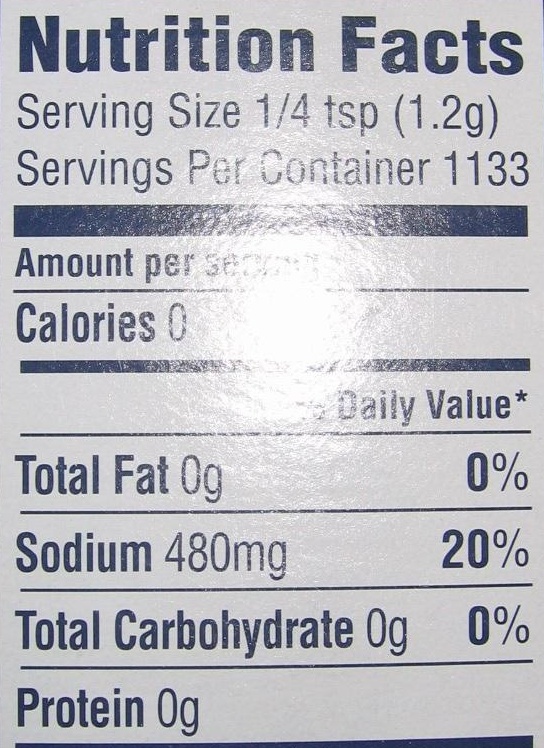 Nutrition Facts
Serving Size 1/4 tsp (1.2g)
Servings Per Container 1133
Amount per serving
Calories 0
% Daily Value*
Total Fat 0g 0%
Sodium 480mg 20%
Total Carbohydrate 0g 0%
Protein 0g